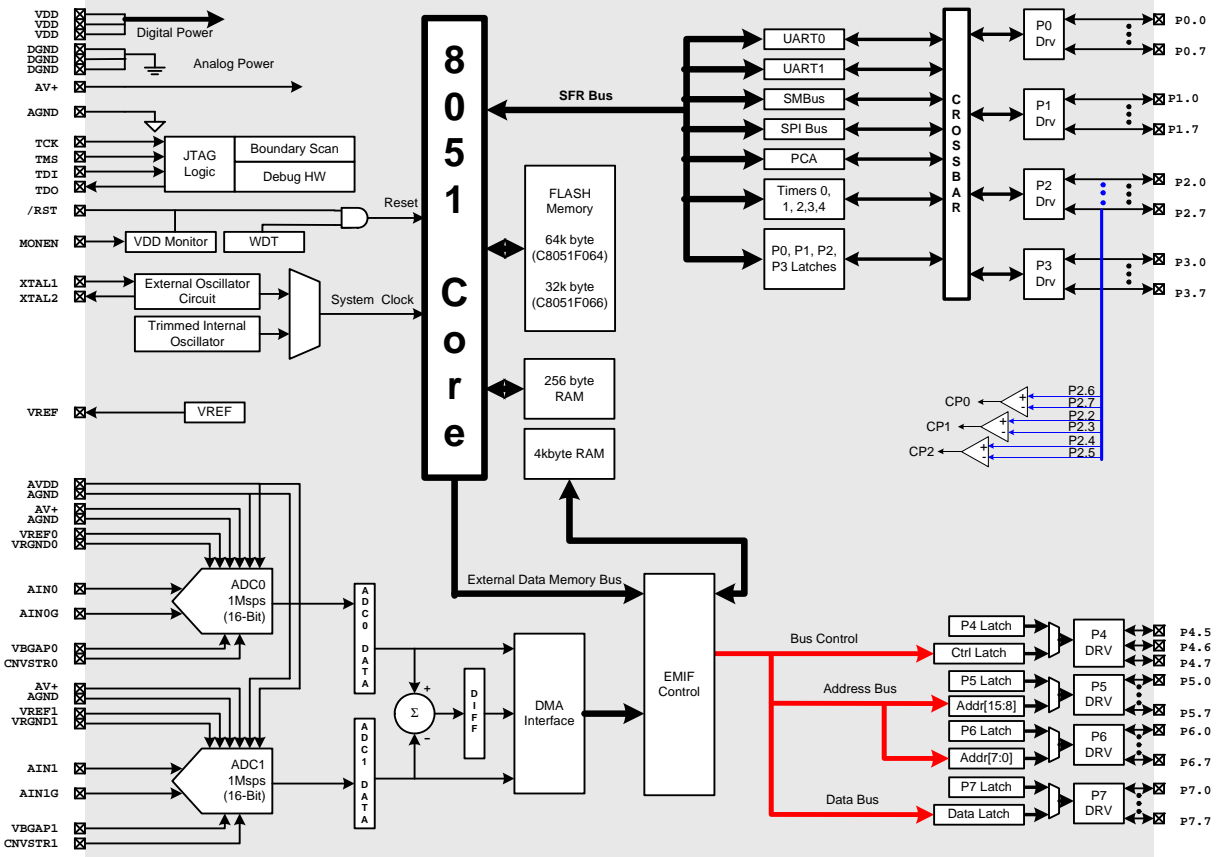 VDD
VDD
VDD
Digital Power
DGND
DGND
DGND
Analog Power
AV+
AGND
TCK
TMS
TDI
TDO
JTAG
Logic
Boundary Scan
Debug HW
/RST
Reset
MONEN
VDD Monitor
WDT
XTAL1
XTAL2
External Oscillator
Circuit
System Clock
Trimmed Internal
Oscillator
VREF
VREF
8051 Core
FLASH
Memory
64k byte
(C8051F064)
32k byte
(C8051F066)
256 byte
RAM
4kbyte RAM
SFR Bus
UART0
UART1
SMBus
SPI Bus
PCA
Timers 0,
1, 2,3,4
P0, P1, P2,
P3 Latches
CROSSBAR
P0
Drv
P0.0
P0.7
P1
Drv
P1.0
P1.7
P2
Drv
P2.0
P2.7
P3
Drv
P3.0
P3.7
CP0
+
-
P2.6
P2.7
CP1
+
-
P2.2
P2.3
CP2
+
-
P2.4
P2.5
AVDD
AGND
AV+
AGND
VREF0
VRGND0
AIN0
AIN0G
VBGAP0
CNVSTR0
ADC0
1Msps
(16-Bit)
AV+
AGND
VREF1
VRGND1
AIN1
AIN1G
VBGAP1
CNVSTR1
ADC1
1Msps
(16-Bit)
ADC0 DATA
ADC1 DATA
+
Σ
−
DIFF
DMA
Interface
External Data Memory Bus
EMIF
Control
Bus Control
Address Bus
Data Bus
P4 Latch
Ctrl Latch
P4
DRV
P4.5
P4.6
P4.7
P5 Latch
Addr[15:8]
P5
DRV
P5.0
P5.7
P6 Latch
Addr[7:0]
P6
DRV
P6.0
P6.7
P7 Latch
Data Latch
P7
DRV
P7.0
P7.7